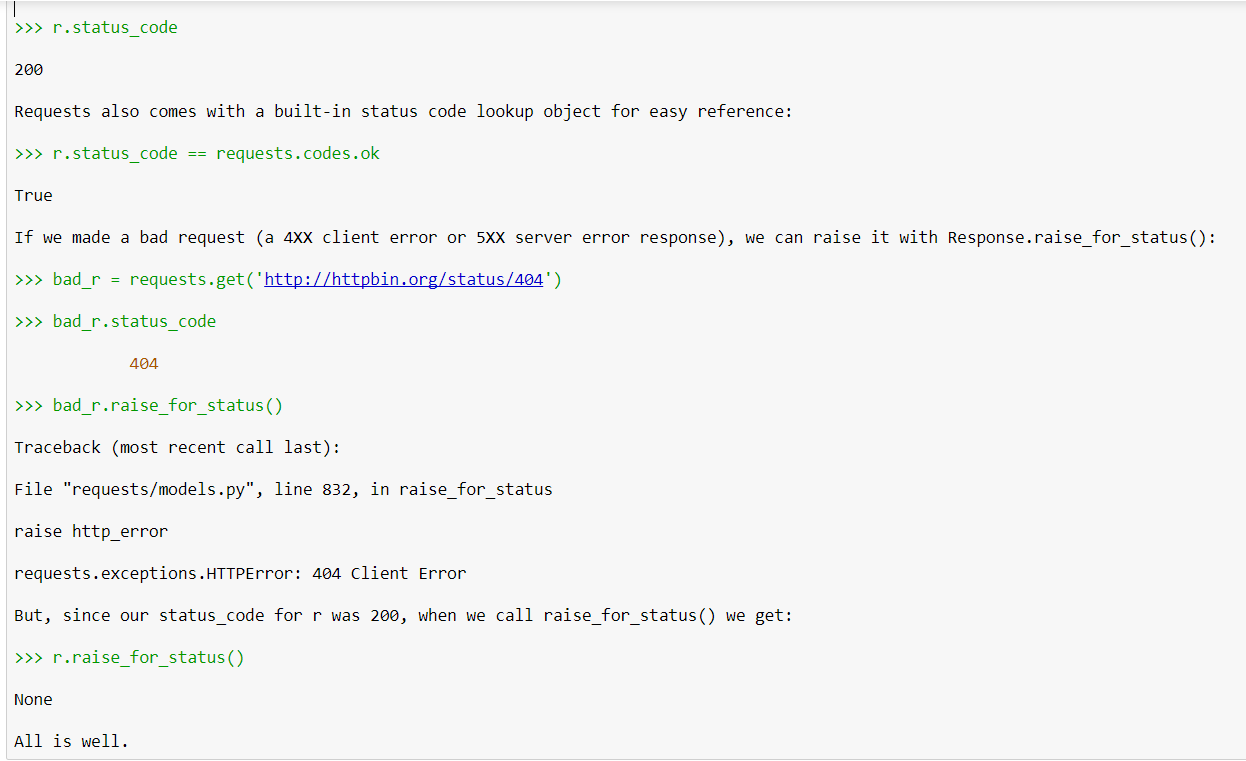 >>> r.status_code
200
Requests also comes with a built-in status code lookup object for easy reference:
>>> r.status_code == requests.codes.ok
True
If we made a bad request (a 4XX client error or 5XX server error response), we can raise it with Response.raise_for_status():
>>> bad_r = requests.get('http://httpbin.org/status/404')
>>> bad_r.status_code
404
>>> bad_r.raise_for_status()
Traceback (most recent call last):
File "requests/models.py", line 832, in raise_for_status
raise http_error
requests.exceptions.HTTPError: 404 Client Error
But, since our status_code for r was 200, when we call raise_for_status() we get:
>>> r.raise_for_status()
None
All is well.